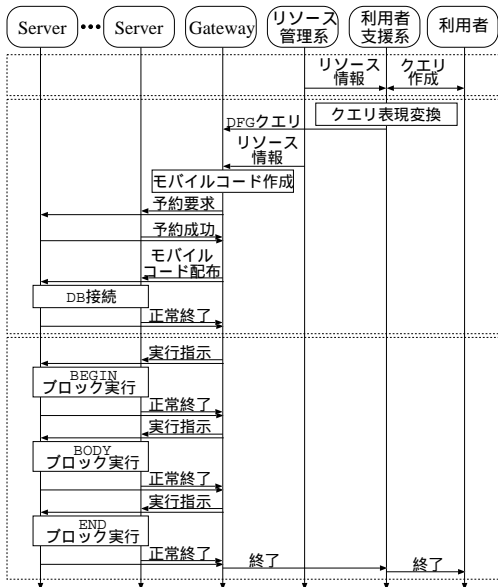 Server ••• Server Gateway リソース管理系 利用者支援系 利用者
リソース情報
クエリ作成
クエリ表現変換
DFGクエリ
リソース情報
モバイルコード作成
予約要求
予約成功
モバイルコード配布
DB接続
正常終了
実行指示
BEGIN
ブロック実行
正常終了
実行指示
BODY
ブロック実行
正常終了
実行指示
END
ブロック実行
正常終了
終了
終了